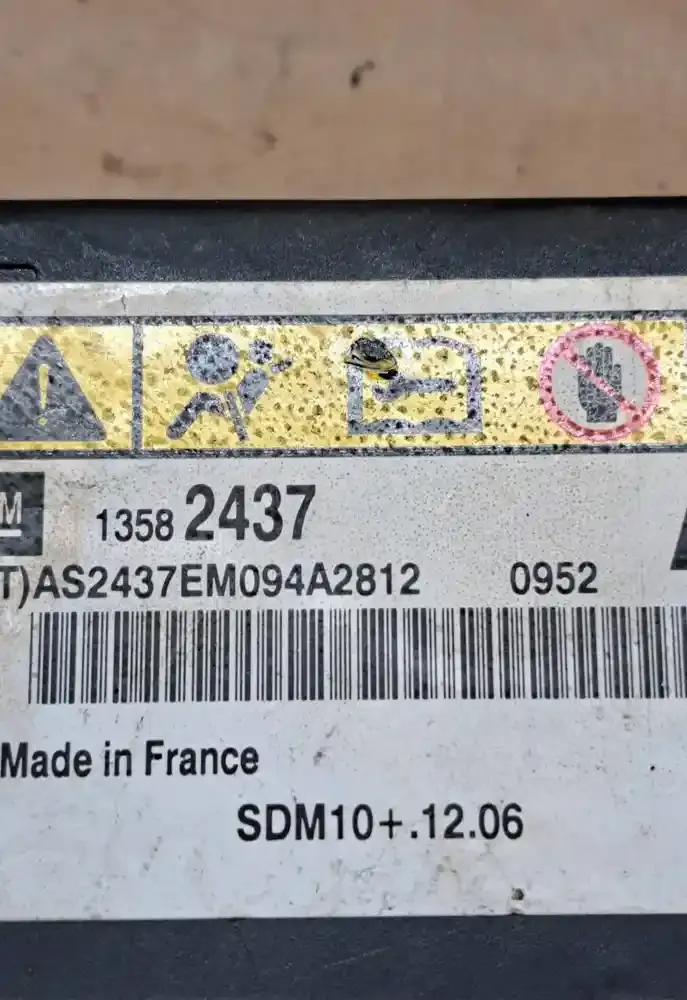 M
1358 2437
T)AS2437EM094A2812 0952
Made in France
SDM10+.12.06